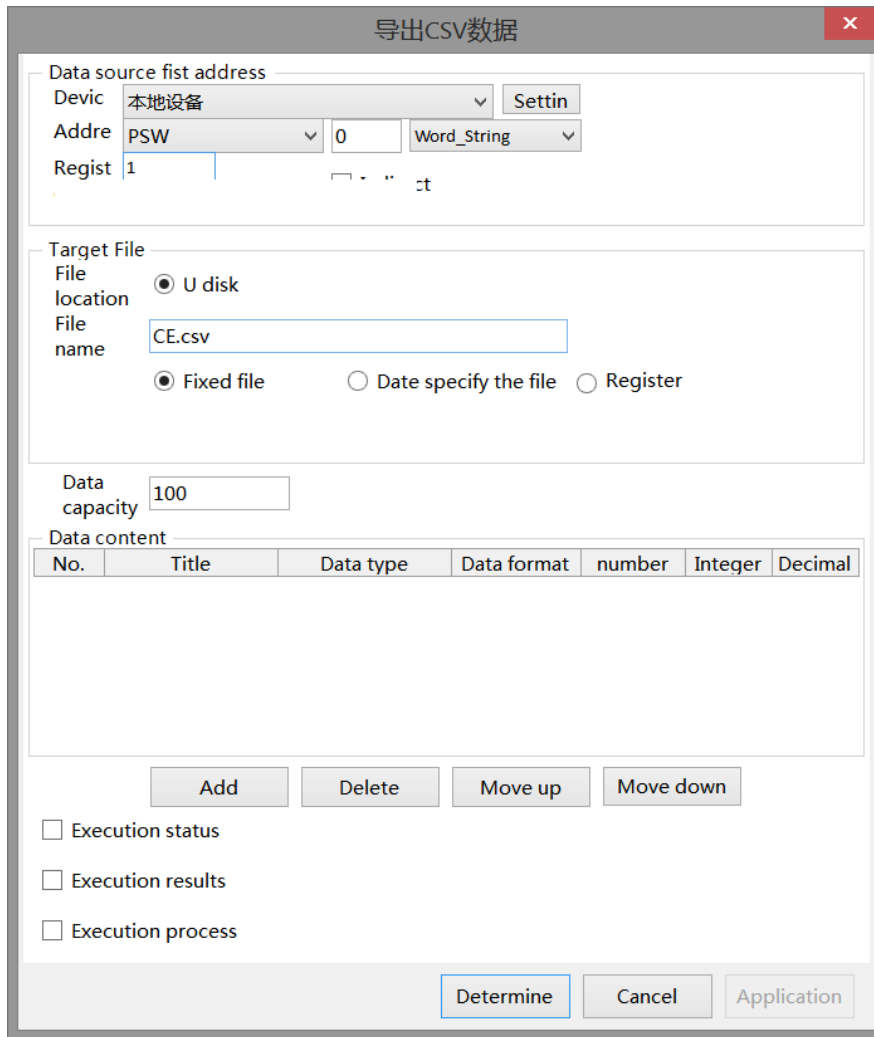 导出CSV数据
Data source fist address
Devic 本地设备 Settin
Addre PSW 0 Word_String
Regist 1
ct
Target File
File location U disk
File name CE.csv
Fixed file Date specify the file Register
Data capacity 100
Data content
No. Title Data type Data format number Integer Decimal
Add Delete Move up Move down
Execution status
Execution results
Execution process
Determine Cancel Application